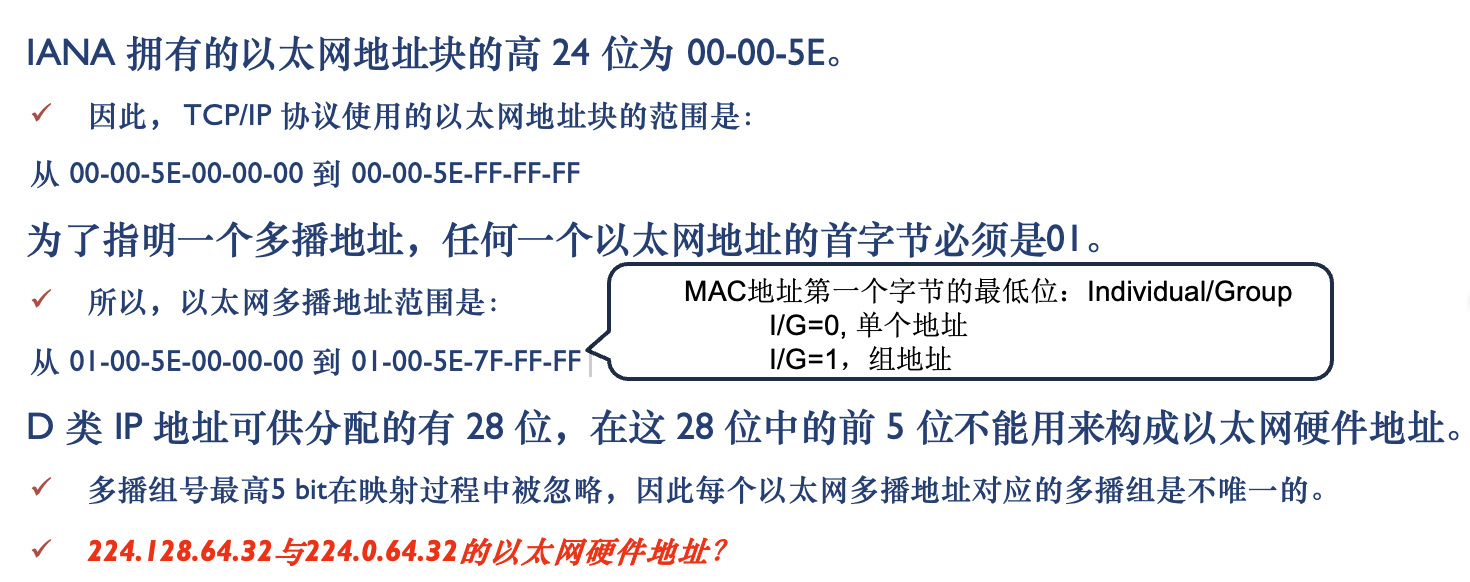 IANA 拥有的以太网地址块的高 24 位为 00-00-5E。
✓ 因此，TCP/IP 协议使用的以太网地址块的范围是：
从 00-00-5E-00-00-00 到 00-00-5E-FF-FF-FF
为了指明一个多播地址，任何一个以太网地址的首字节必须是01。
✓ 所以，以太网多播地址范围是：
从 01-00-5E-00-00-00 到 01-00-5E-7F-FF-FF
MAC地址第一个字节的最低位：Individual/Group
I/G=0, 单个地址
I/G=1，组地址
D 类 IP 地址可供分配的有 28 位，在这 28 位中的前 5 位不能用来构成以太网硬件地址。
✓ 多播组号最高5 bit在映射过程中被忽略，因此每个以太网多播地址对应的多播组是不唯一的。
✓ 224.128.64.32与224.0.64.32的以太网硬件地址？